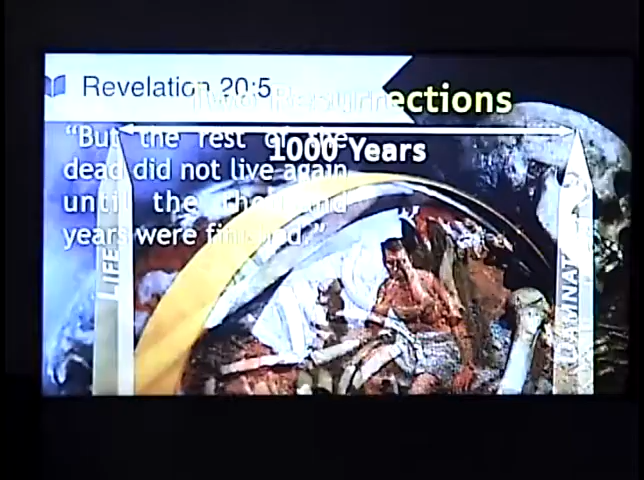 Revelation 20:5
Two Resurrections
"But the rest of the
1000 Years
dead did not live again
until the thousand
years were finished."
LIFE
DAMNAT